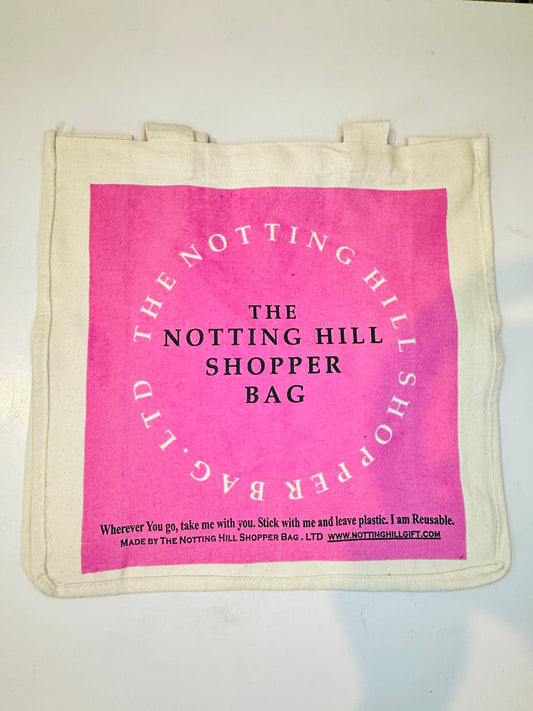 THE NOTTING HILL SHOPPER BAG. LTD
THE
NOTTING HILL
SHOPPER
BAG
Wherever You go, take me with you. Stick with me and leave plastic. I am Reusable.
MADE BY THE NOTTING HILL SHOPPER BAG . LTD WWW.NOTTINGHILLGIFT.COM